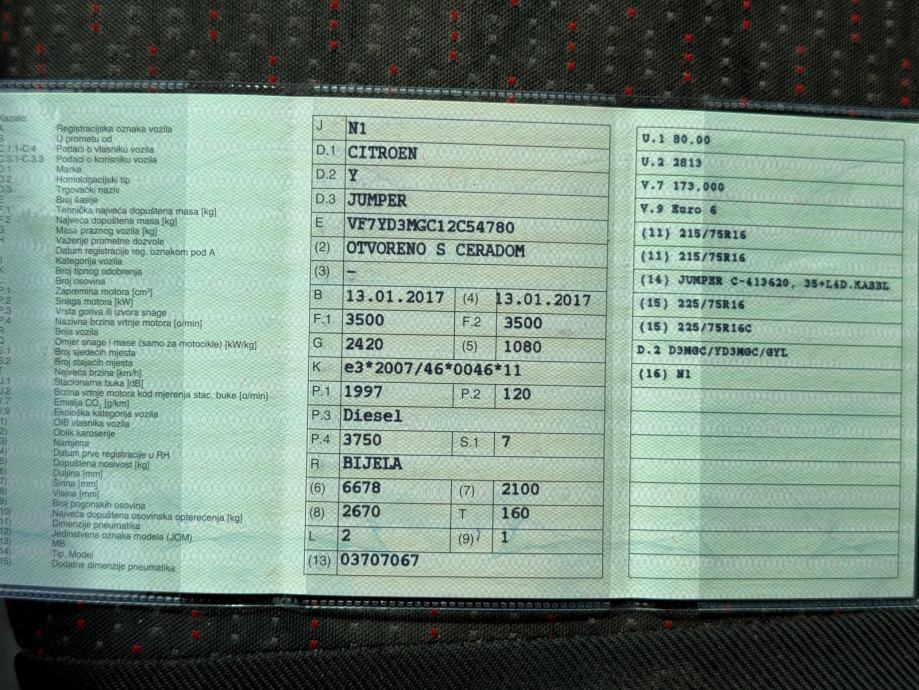 Kazalo:
Registracijska oznaka vozila
U prometu od
C.1.1-C.4 Podaci o vlasniku vozila
C.3.1-C.3.3 Podaci o korisniku vozila
Marka
Homologacijski tip
Trgovački naziv
Broj šasije
Tehnička najveća dopuštena masa [kg]
Najveća dopuštena masa [kg]
Masa praznog vozila [kg]
Važenje prometne dozvole
Datum registracije reg. oznakom pod A
Kategorija vozila
Broj tipnog odobrenja
Broj osovina
Zapremina motora [cm³]
Snaga motora [kW]
Vrsta goriva ili izvora snage
Nazivna brzina vrtnje motora [o/min]
Boja vozila
Omjer snage i mase (samo za motocikle) [kW/kg]
Broj sjedećih mjesta
Broj stajaćih mjesta
Najveća brzina [km/h]
Stacionarna buka [dB]
Brzina vrtnje motora kod mjerenja stac. buke [o/min]
Emisija CO₂ [g/km]
Ekološka kategorija vozila
OIB vlasnika vozila
Oblik karoserije
Namjena
Datum prve registracije u RH
Dopuštena nosivost [kg]
Duljina [mm]
Širina [mm]
Visina [mm]
Broj pogonskih osovina
Najveća dopuštena osovinska opterećenja [kg]
Dimenzije pneumatika
Jedinstvena oznaka modela (JOM)
MB
Tip, Model
Dodatne dimenzije pneumatika
J N1
D.1 CITROEN
D.2 Y
D.3 JUMPER
E VF7YD3MGC12C54780
(2) OTVORENO S CERADOM
(3) –
B 13.01.2017 (4) 13.01.2017
F.1 3500 F.2 3500
G 2420 (5) 1080
K e3*2007/46*0046*11
P.1 1997 P.2 120
P.3 Diesel
P.4 3750 S.1 7
R BIJELA
(6) 6678 (7) 2100
(8) 2670 T 160
L 2 (9) 1
(13) 03707067
U.1 80.00
U.2 2813
V.7 173,000
V.9 Euro 6
(11) 215/75R16
(11) 215/75R16
(14) JUMPER C-413620, 35+L4D.KABBL
(15) 225/75R16
(15) 225/75R16C
D.2 D3MGC/YD3MGC/GYL
(16) N1